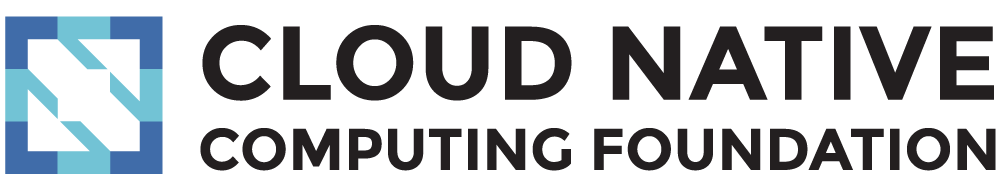 CLOUD NATIVE
COMPUTING FOUNDATION